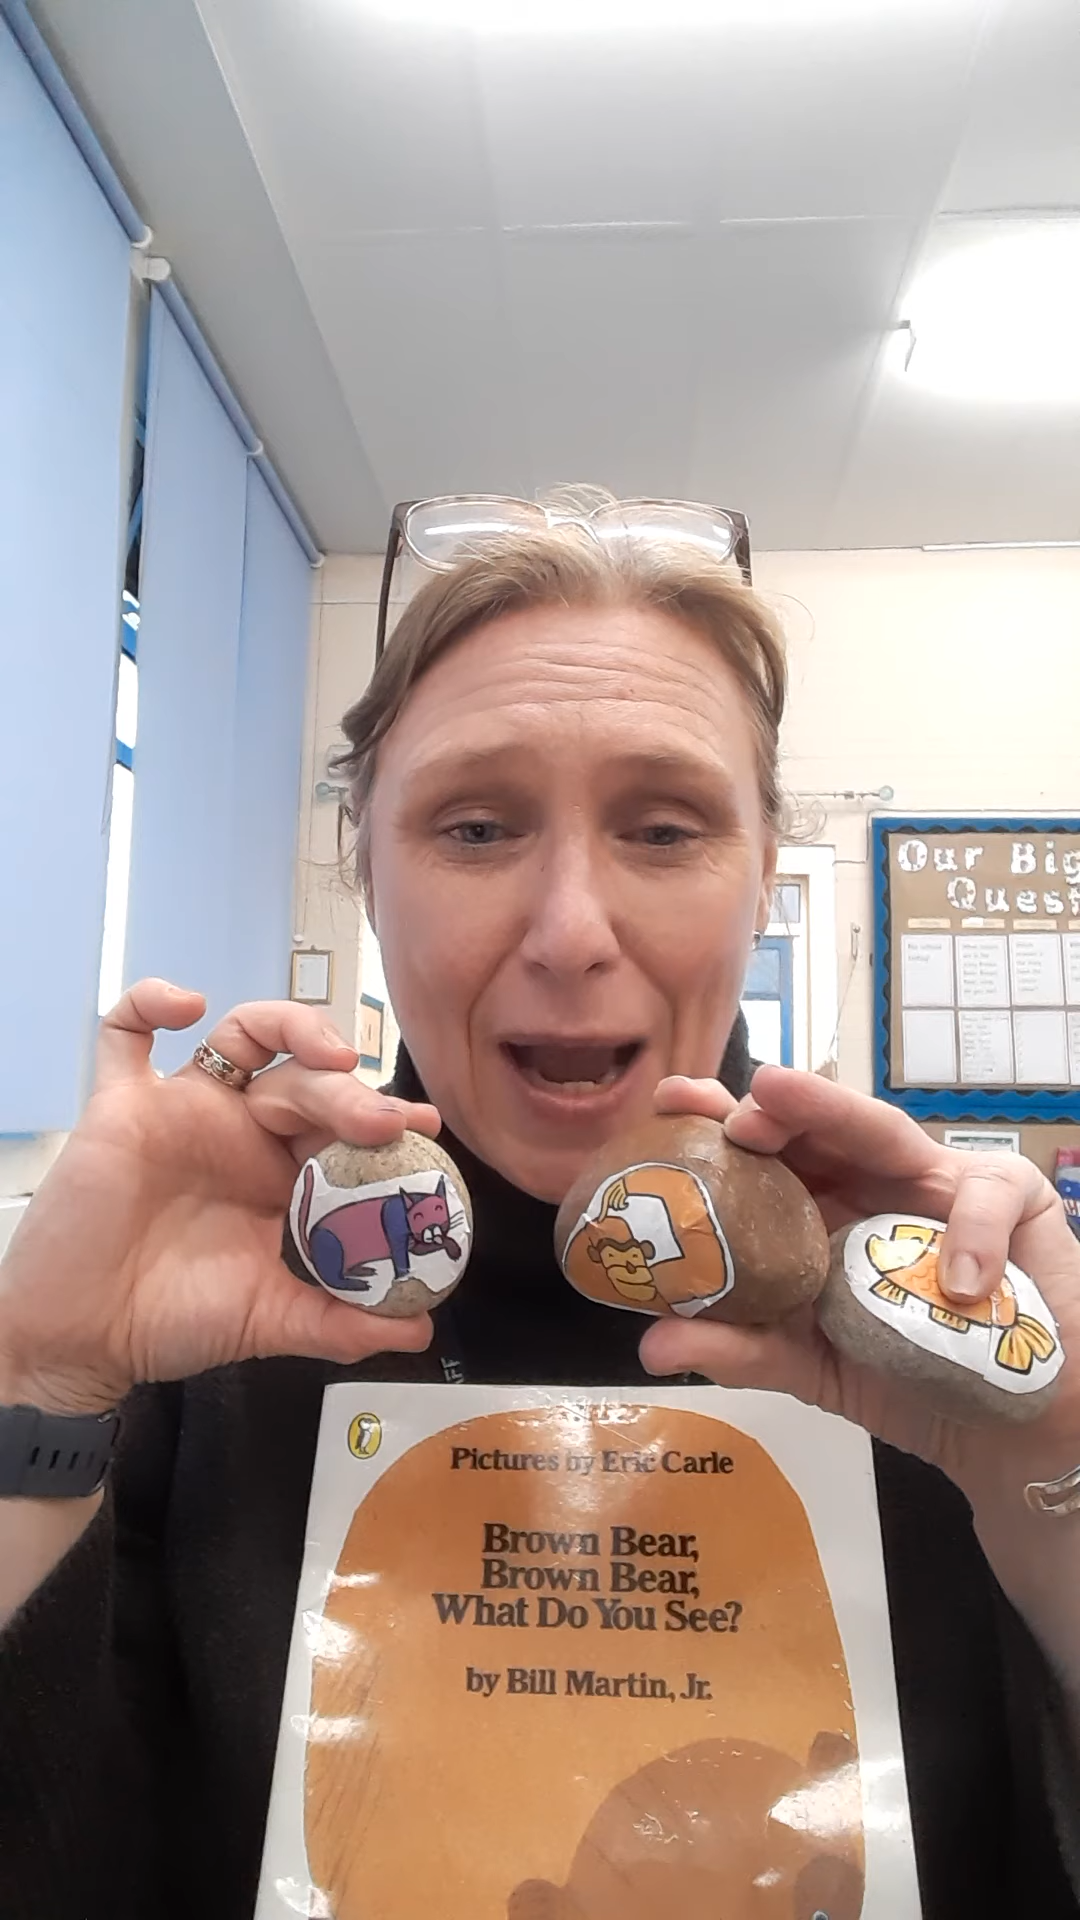 Our Big
Quest
Pictures by Eric Carle
Brown Bear,
Brown Bear,
What Do You See?
by Bill Martin, Jr.